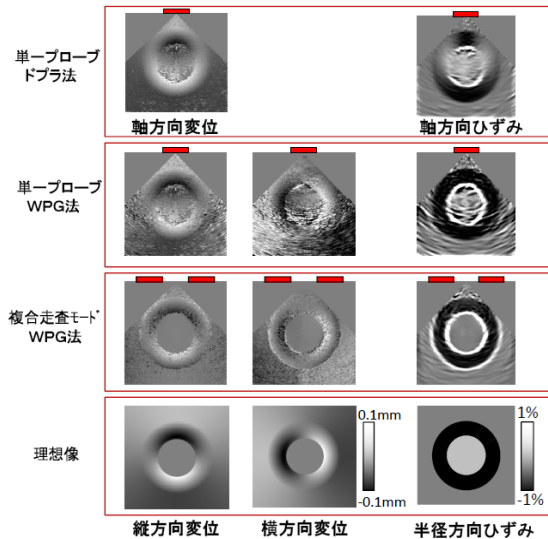 単一プローブ
ドプラ法
軸方向変位
軸方向ひずみ
単一プローブ
WPG法
複合走査ﾓｰﾄﾞ
WPG法
理想像
0.1mm
-0.1mm
1%
-1%
縦方向変位
横方向変位
半径方向ひずみ